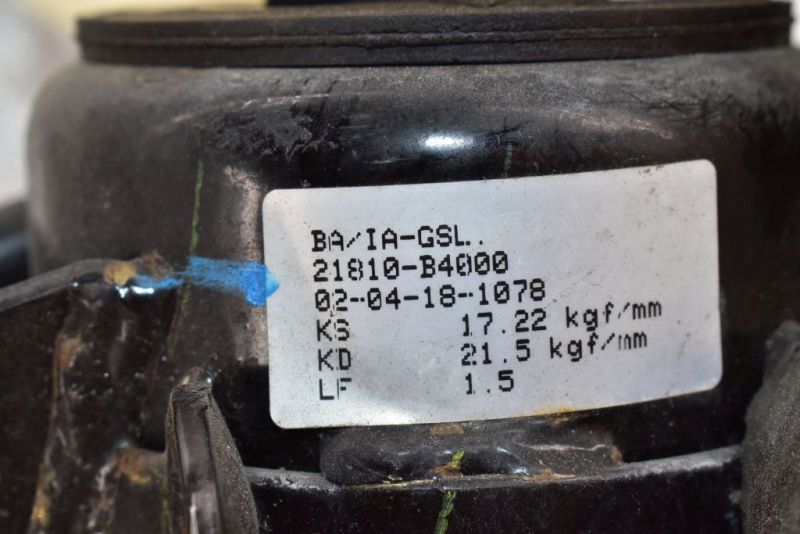 BA/IA-GSL..
21810-B4000
02-04-18-1078
KS 17.22 kgf/mm
KD 21.5 kgf/mm
LF 1.5